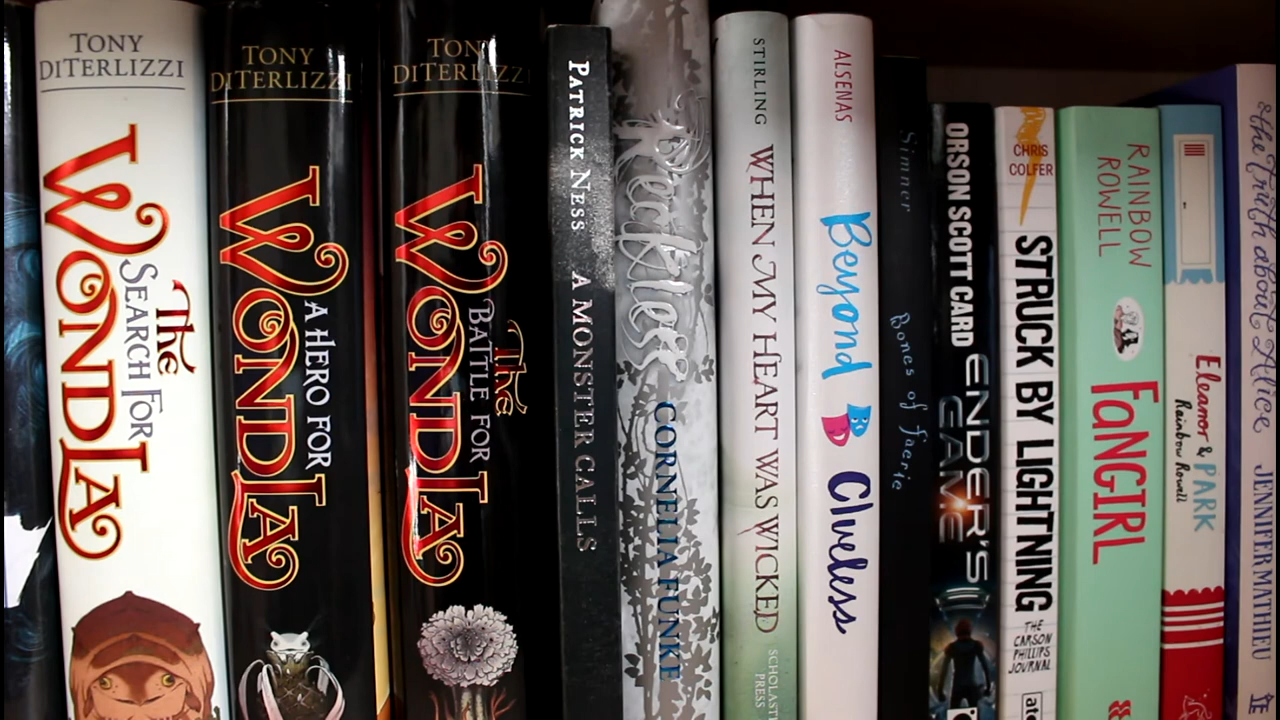 TONY
DITERLIZZI
The
SEARCH FOR
WONDLA
TONY
DITERLIZZI
A HERO FOR
WONDLA
TONY
DITERLIZZI
The
BATTLE FOR
WONDLA
PATRICK NESS A MONSTER CALLS
Reckless
CORNELIA FUNKE
STIRLING WHEN MY HEART WAS WICKED SCHOLASTIC
PRESS
ALSENAS Beyond Clueless
B
D
Simner Bones of faerie
ORSON SCOTT CARD
ENDER'S
GAME
CHRIS
COLFER
STRUCK BY LIGHTNING
THE
CARSON
PHILLIPS
JOURNAL
RAINBOW
ROWELL
FANGIRL
Eleanor & PARK
Rainbow Rowell
the truth about Alice JENNIFER MATHIEU